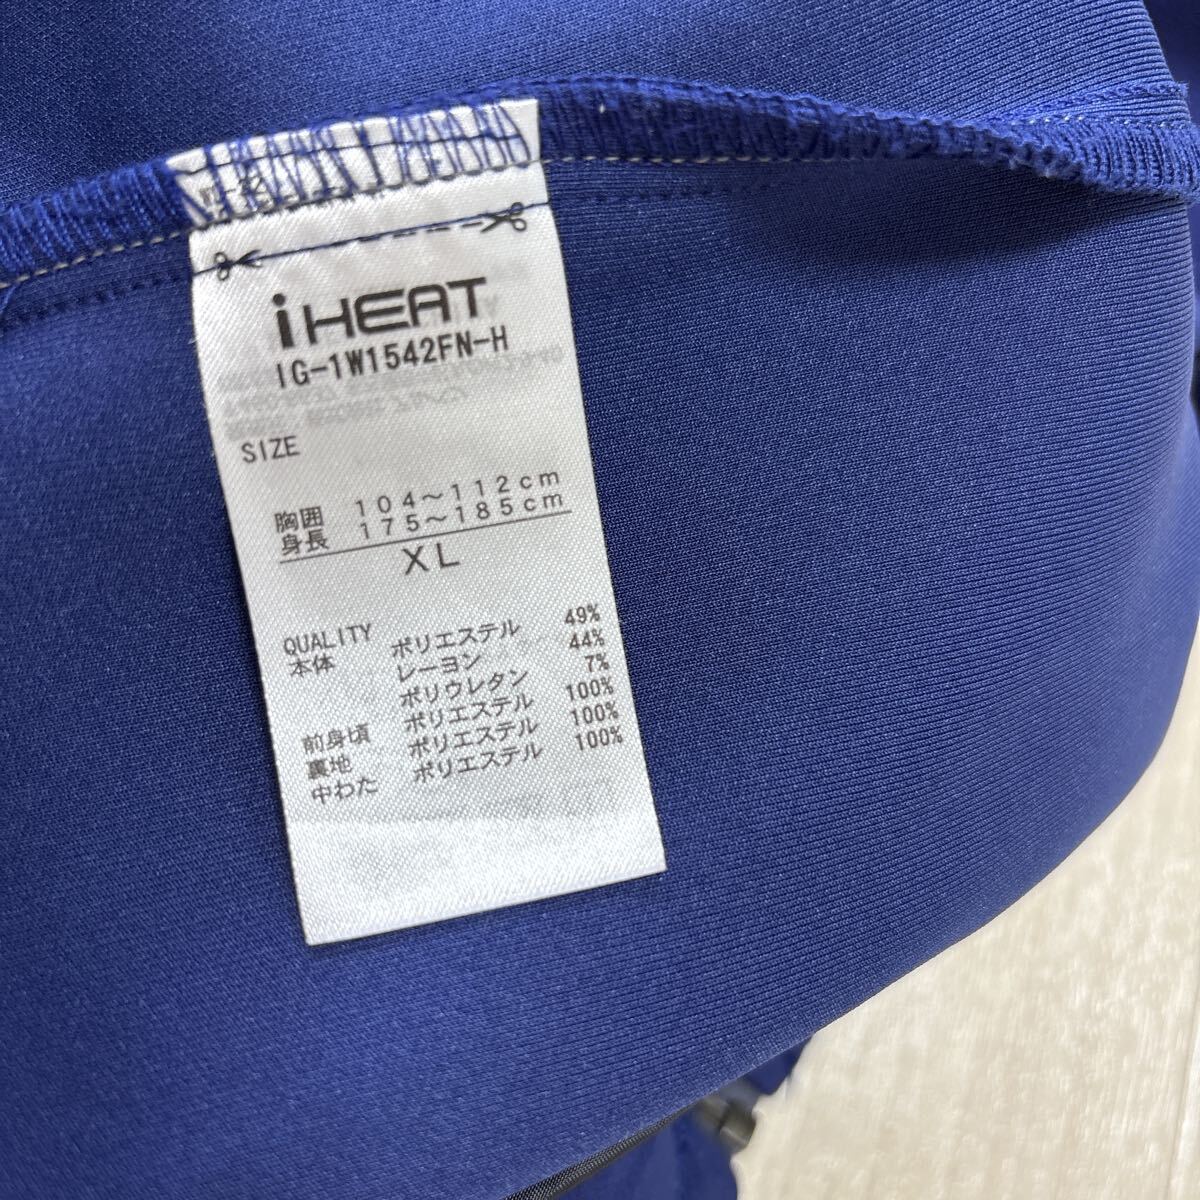 iHEAT
IG-1W1542FN-H
SIZE
胸囲 104～112cm
身長 175～185cm
XL
QUALITY
本体 ポリエステル 49%
レーヨン 44%
ポリウレタン 7%
前身頃 ポリエステル 100%
裏地 ポリエステル 100%
中わた ポリエステル 100%